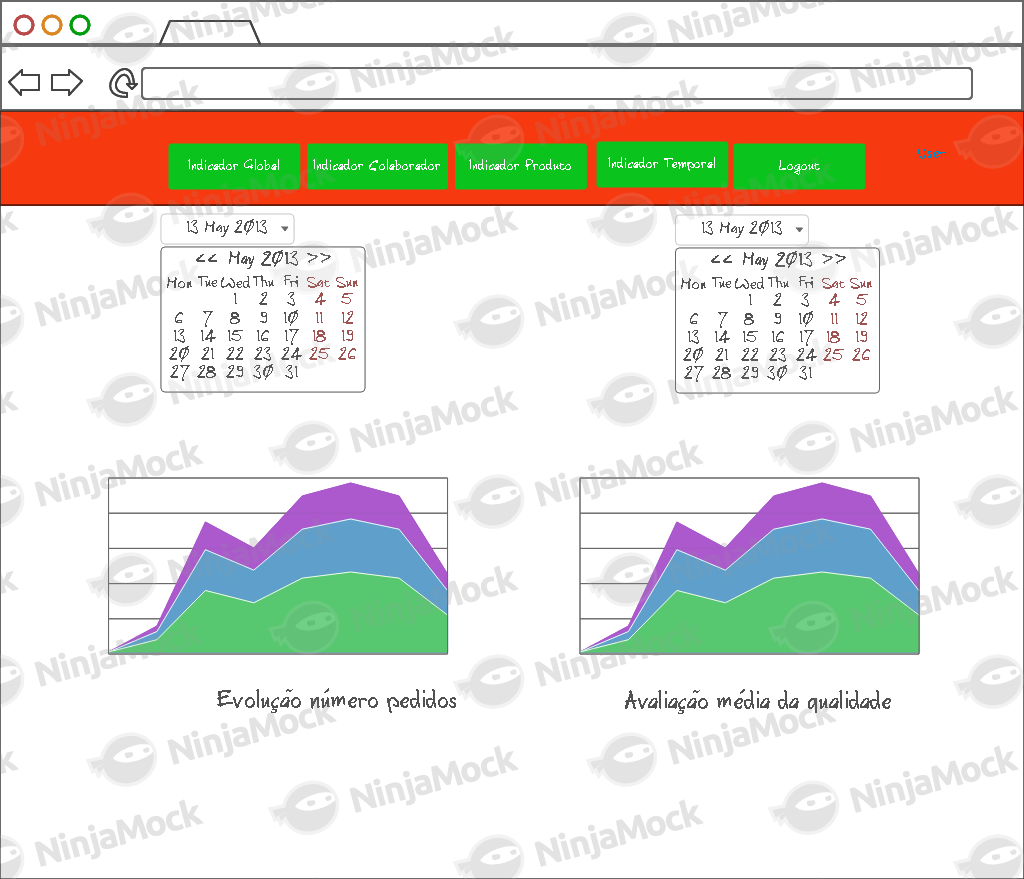 Indicador Global
Indicador Colaborador
Indicador Produto
Indicador Temporal
Logout
User
13 May 2013
<< May 2013 >>
Mon Tue Wed Thu Fri Sat Sun
1 2 3 4 5
6 7 8 9 10 11 12
13 14 15 16 17 18 19
20 21 22 23 24 25 26
27 28 29 30 31
13 May 2013
<< May 2013 >>
Mon Tue Wed Thu Fri Sat Sun
1 2 3 4 5
6 7 8 9 10 11 12
13 14 15 16 17 18 19
20 21 22 23 24 25 26
27 28 29 30 31
Evolução número pedidos
Avaliação média da qualidade
NinjaMock